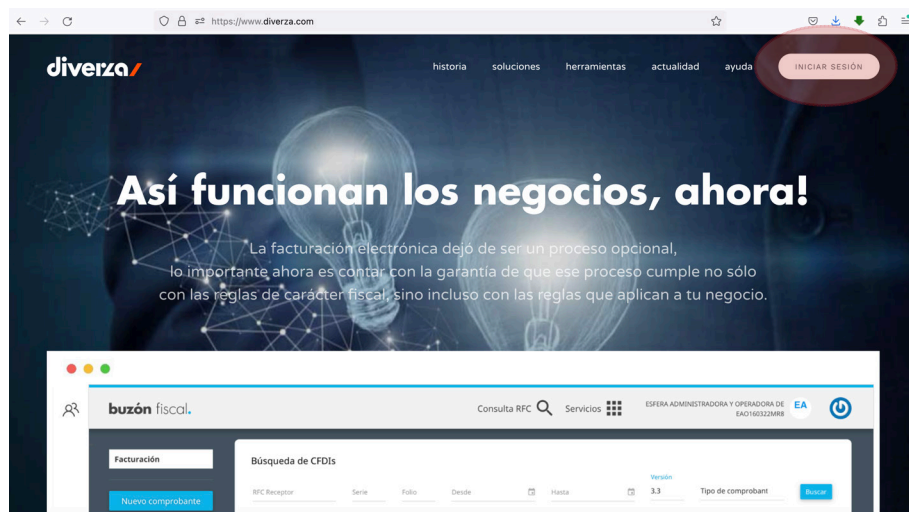 https://www.diverza.com
diverza
historia soluciones herramientas actualidad ayuda INICIAR SESIÓN
Así funcionan los negocios, ahora!
La facturación electrónica dejó de ser un proceso opcional,
lo importante ahora es contar con la garantía de que ese proceso cumple no sólo
con las reglas de carácter fiscal, sino incluso con las reglas que aplican a tu negocio.
buzón fiscal.
Consulta RFC Servicios ESFERA ADMINISTRADORA Y OPERADORA DE
EAO160322MR8
EA
Facturación
Búsqueda de CFDIs
Nuevo comprobante
Versión
RFC Receptor Serie Folio Desde Hasta 3.3 Tipo de comprobant Buscar